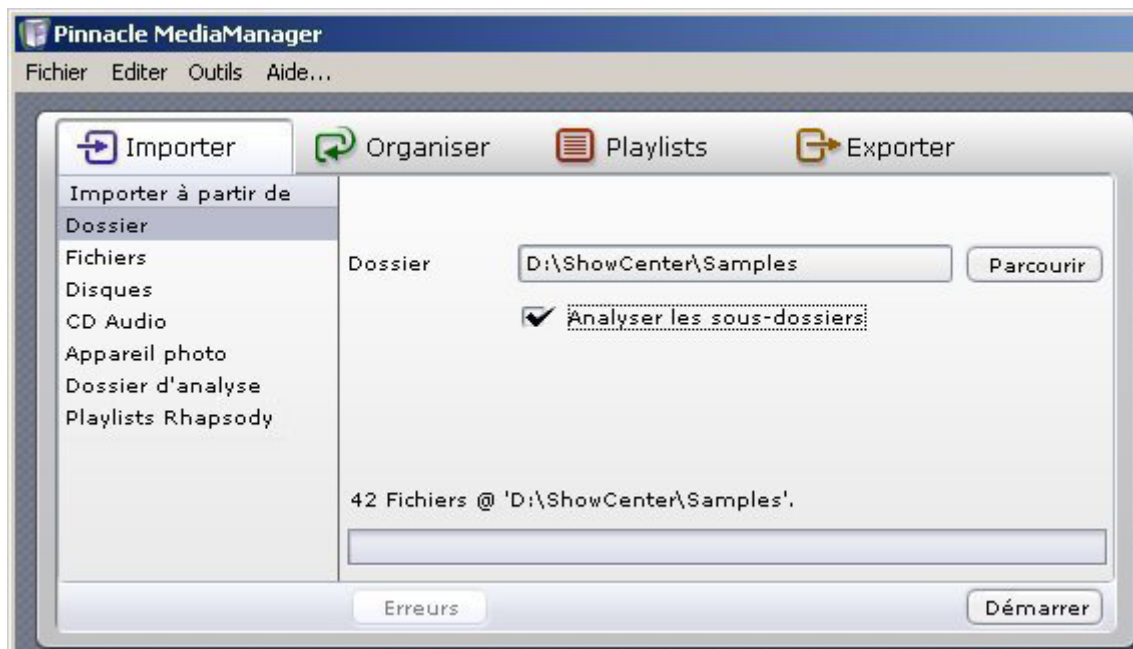 Pinnacle MediaManager
Fichier Editer Outils Aide...
Importer Organiser Playlists Exporter
Importer à partir de
Dossier
Fichiers
Disques
CD Audio
Appareil photo
Dossier d'analyse
Playlists Rhapsody
Dossier D:\ShowCenter\Samples Parcourir
Analyser les sous-dossiers
42 Fichiers @ 'D:\ShowCenter\Samples'.
Erreurs Démarrer